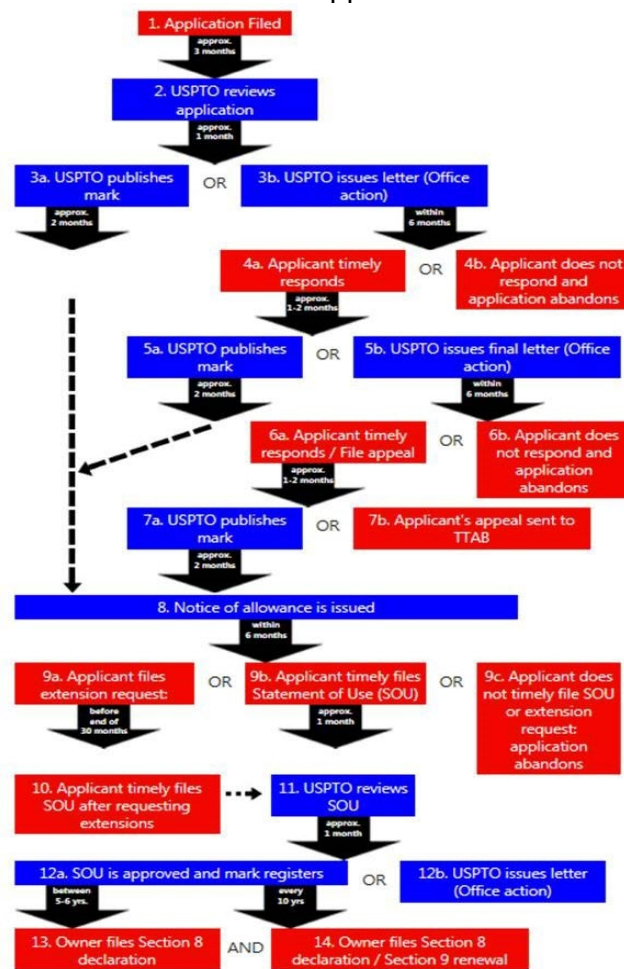 1. Application Filed
approx.
3 months
2. USPTO reviews
application
approx.
1 month
3a. USPTO publishes
mark
OR
3b. USPTO issues letter (Office
action)
approx.
2 months
within
6 months
4a. Applicant timely
responds
OR
4b. Applicant does not
respond and
application abandons
approx.
1-2 months
5a. USPTO publishes
mark
OR
5b. USPTO issues final letter (Office
action)
approx.
2 months
within
6 months
6a. Applicant timely
responds / File appeal
OR
6b. Applicant does
not respond and
application
abandons
approx.
1-2 months
7a. USPTO publishes
mark
OR
7b. Applicant's appeal sent to
TTAB
approx.
2 months
8. Notice of allowance is issued
within
6 months
9a. Applicant files
extension request:
OR
9b. Applicant timely files
Statement of Use (SOU)
OR
9c. Applicant does
not timely file SOU
or extension
request:
application
abandons
before
end of
30 months
approx.
1 month
10. Applicant timely files
SOU after requesting
extensions
11. USPTO reviews
SOU
approx.
1 month
12a. SOU is approved and mark registers
OR
12b. USPTO issues letter
(Office action)
between
5-6 yrs.
every
10 yrs
13. Owner files Section 8
declaration
AND
14. Owner files Section 8
declaration / Section 9 renewal